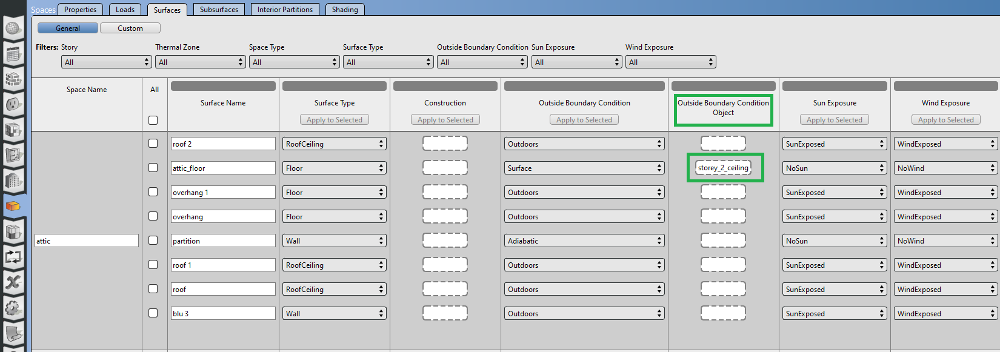 Spaces Properties Loads Surfaces Subsurfaces Interior Partitions Shading
General Custom
Filters: Story Thermal Zone Space Type Surface Type Outside Boundary Condition Sun Exposure Wind Exposure
All All All All All All All
Space Name All Surface Name Surface Type Construction Outside Boundary Condition Outside Boundary Condition Sun Exposure Wind Exposure
Object
Apply to Selected Apply to Selected Apply to Selected Apply to Selected Apply to Selected
roof 2 RoofCeiling Outdoors SunExposed WindExposed
attic_floor Floor Surface storey_2_ceiling NoSun NoWind
overhang 1 Floor Outdoors SunExposed WindExposed
overhang Floor Outdoors SunExposed WindExposed
attic partition Wall Adiabatic NoSun NoWind
roof 1 RoofCeiling Outdoors SunExposed WindExposed
roof RoofCeiling Outdoors SunExposed WindExposed
blu 3 Wall Outdoors SunExposed WindExposed